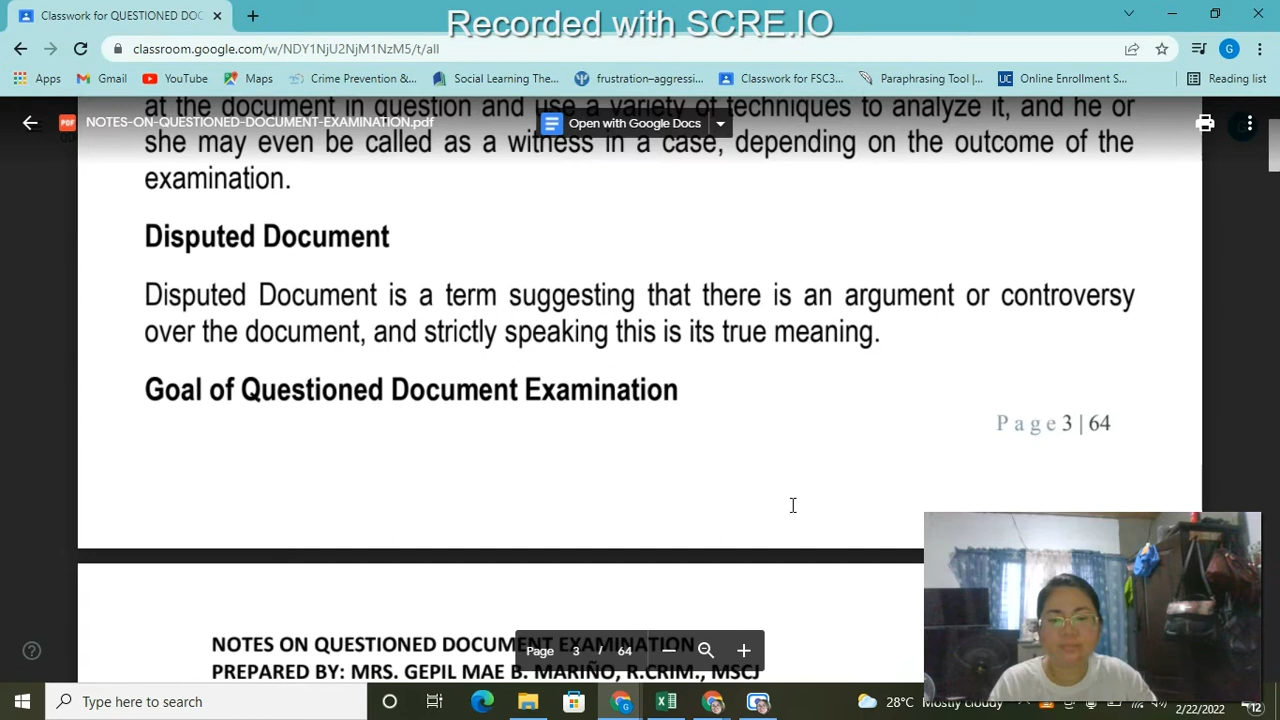 Recorded with SCRE.IO
Classwork for QUESTIONED DOC
classroom.google.com/w/NDY1NjU2NjM1NzM5/t/all
Apps Gmail YouTube Maps Crime Prevention &... Social Learning The... frustration–aggressi... Classwork for FSC3... Paraphrasing Tool |... Online Enrollment S... Reading list
at the document in question and use a variety of techniques to analyze it, and he or
NOTES-ON-QUESTIONED-DOCUMENT-EXAMINATION.pdf Open with Google Docs
she may even be called as a witness in a case, depending on the outcome of the
examination.
Disputed Document
Disputed Document is a term suggesting that there is an argument or controversy
over the document, and strictly speaking this is its true meaning.
Goal of Questioned Document Examination
Page 3 | 64
NOTES ON QUESTIONED DOCUMENT EXAMINATION
Page 3 / 64
PREPARED BY: MRS. GEPIL MAE B. MARIÑO, R.CRIM., MSCJ
Type here to search
28°C Mostly cloudy
2/22/2022
12